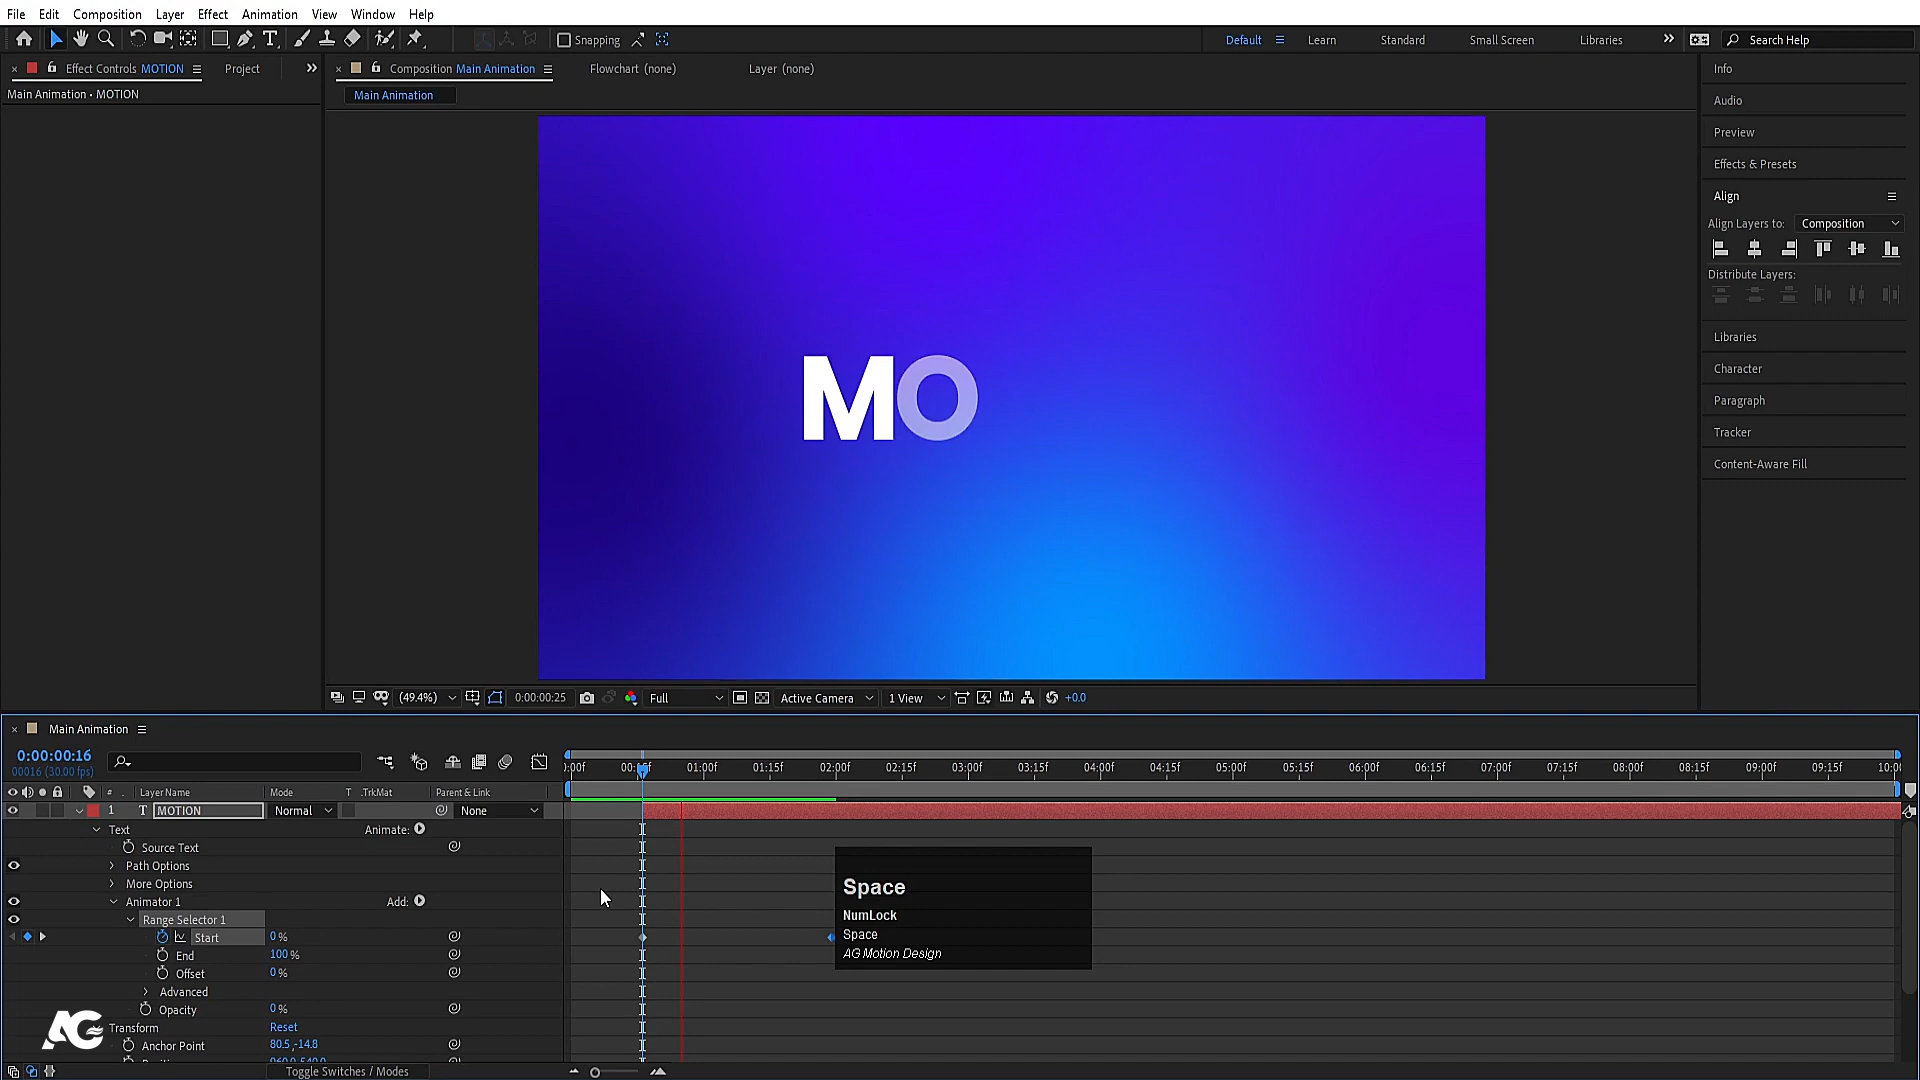 File Edit Composition Layer Effect Animation View Window Help
Snapping Default Learn Standard Small Screen Libraries Search Help
Effect Controls MOTION Project
Composition Main Animation Flowchart (none) Layer (none)
Main Animation • MOTION
Main Animation
Info
Audio
Preview
Effects & Presets
Align
Align Layers to: Composition
Distribute Layers:
Libraries
Character
Paragraph
Tracker
Content-Aware Fill
MO
(49.4%) 0:00:00:25 Full Active Camera 1 View +0.0
Main Animation
0:00:00:16
00016 (30.00 fps)
:00f 01:00f 01:15f 02:00f 02:15f 03:00f 03:15f 04:00f 04:15f 05:00f 05:15f 06:00f 06:15f 07:00f 07:15f 08:00f 08:15f 09:00f 09:15f
# Layer Name Mode T .TrkMat Parent & Link
1 T MOTION Normal None
Text Animate:
Source Text
Path Options
More Options
Animator 1 Add:
Range Selector 1
Start 0%
End 100%
Offset 0%
Advanced
Opacity 0%
Transform Reset
Anchor Point 80.5,-14.8
Toggle Switches / Modes
Space
NumLock
Space
AG Motion Design
AG